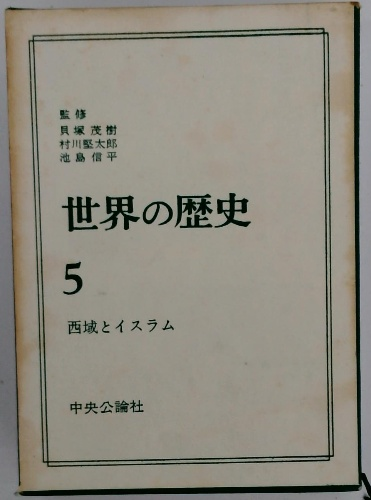 監修
貝塚茂樹
村川堅太郎
池島信平
世界の歴史
5
西域とイスラム
中央公論社